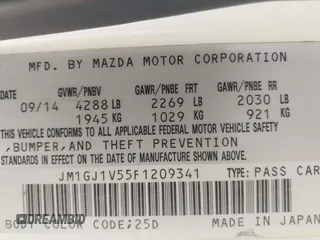 MFD. BY MAZDA MOTOR CORPORATION
GVWR/PNBV GAWR/PNBE FRT GAWR/PNBE RR
09/14 4288 LB 2269 LB 2030 LB
1945 KG 1029 KG 921 KG
THIS VEHICLE CONFORMS TO ALL APPLICABLE FEDERAL MOTOR VEHICLE SAFETY
,BUMPER,AND THEFT PREVENTION
STANDARDS IN EFFECT ON THE DATE OF MANUFACTURE SHOWN ABOVE.
JM1GJ1V55F1209341 TYPE: PASS CAR
BODY COLOR CODE;25D MADE IN JAPAN
DREAMBID